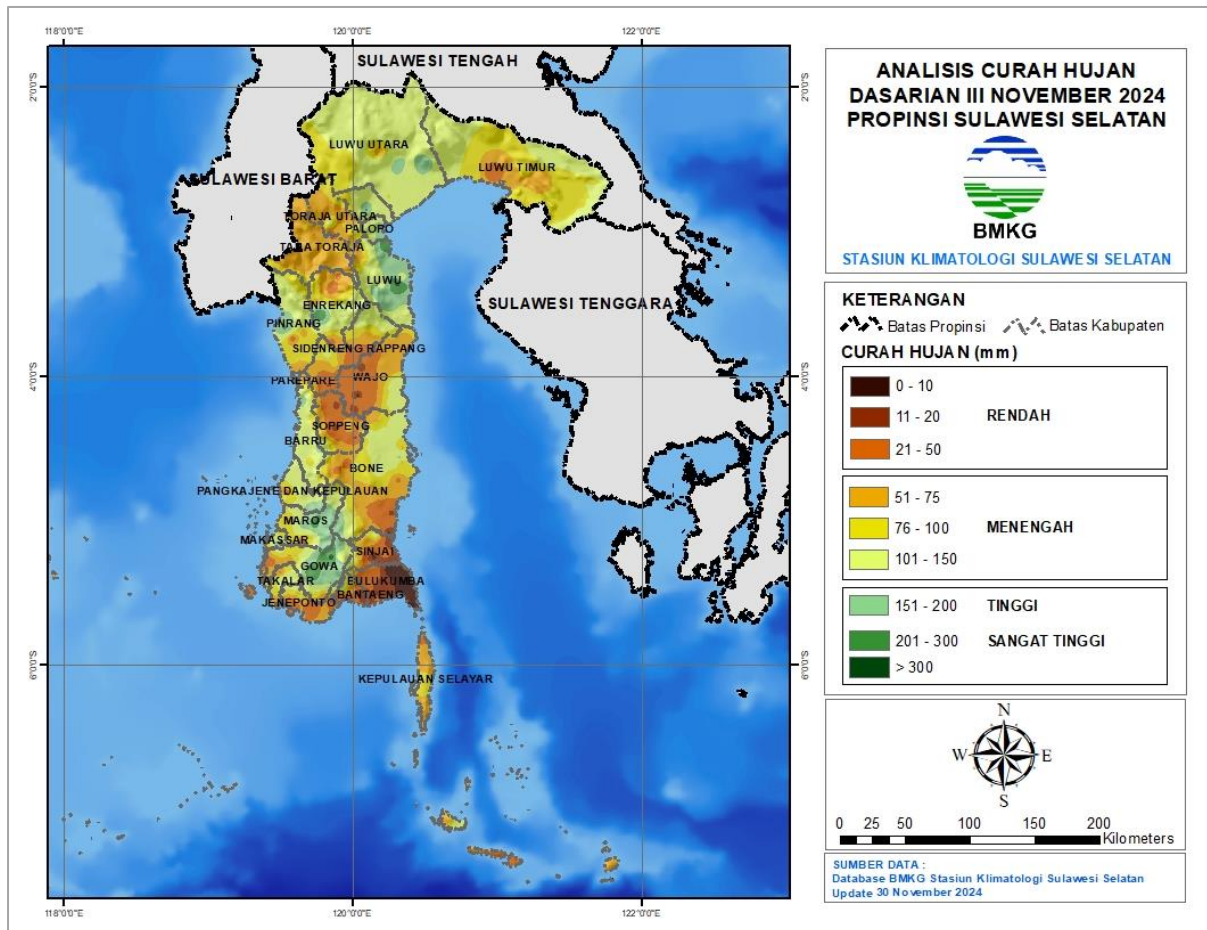 118°0'0"E
120°0'0"E
122°0'0"E
SULAWESI TENGAH
2°0'0"S
2°0'0"S
LUWU UTARA
LUWU TIMUR
SULAWESI BARAT
TORAJA UTARA
PALOPO
TANA TORAJA
LUWU
SULAWESI TENGGARA
ENREKANG
PINRANG
SIDENRENG RAPPANG
4°0'0"S
4°0'0"S
PAREPARE
WAJO
SOPPENG
BARRU
BONE
PANGKAJENE DAN KEPULAUAN
MAROS
MAKASSAR
SINJAI
GOWA
TAKALAR
BULUKUMBA
BANTAENG
JENEPONTO
6°0'0"S
6°0'0"S
KEPULAUAN SELAYAR
118°0'0"E
120°0'0"E
122°0'0"E
ANALISIS CURAH HUJAN
DASARIAN III NOVEMBER 2024
PROPINSI SULAWESI SELATAN
BMKG
STASIUN KLIMATOLOGI SULAWESI SELATAN
KETERANGAN
Batas Propinsi Batas Kabupaten
CURAH HUJAN (mm)
0 - 10
11 - 20 RENDAH
21 - 50
51 - 75
76 - 100 MENENGAH
101 - 150
151 - 200 TINGGI
201 - 300 SANGAT TINGGI
> 300
N
W E
S
0 25 50 100 150 200
Kilometers
SUMBER DATA :
Database BMKG Stasiun Klimatologi Sulawesi Selatan
Update 30 November 2024